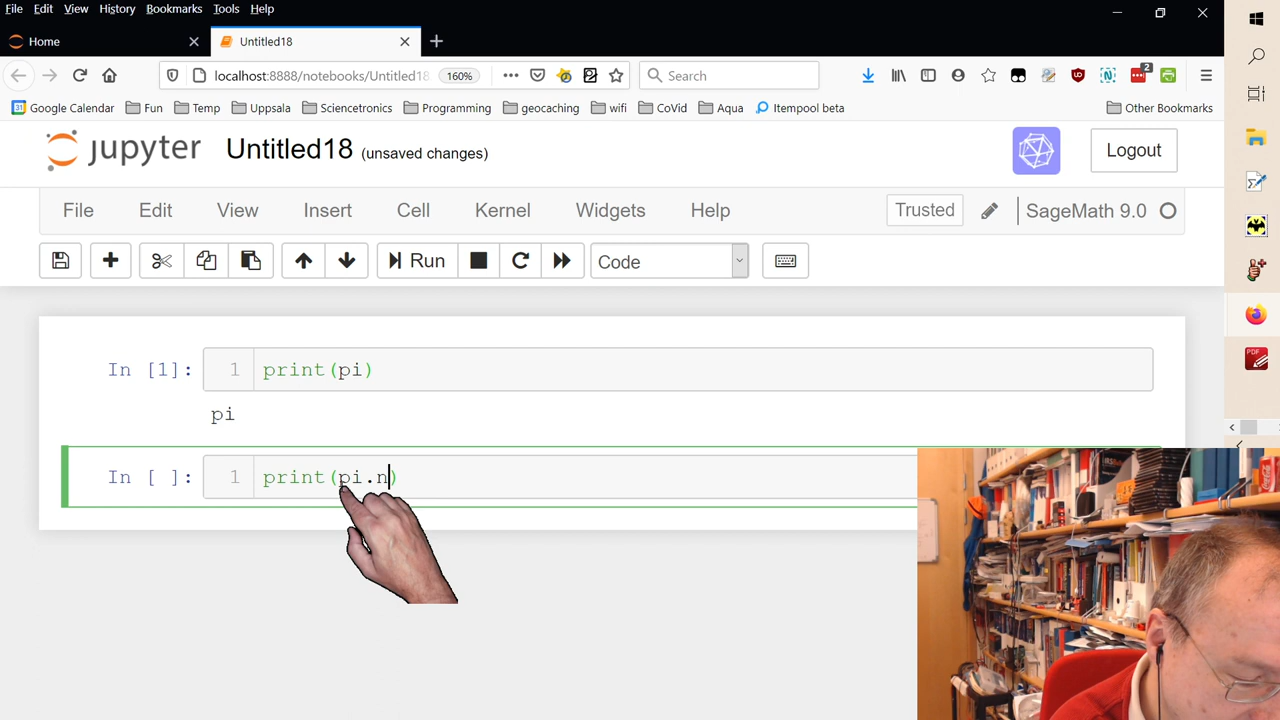 File Edit View History Bookmarks Tools Help
Home Untitled18
localhost:8888/notebooks/Untitled18 160% Search 2
Google Calendar Fun Temp Uppsala Sciencetronics Programming geocaching wifi CoVid Aqua Itempool beta Other Bookmarks
jupyter Untitled18 (unsaved changes) Logout
File Edit View Insert Cell Kernel Widgets Help Trusted SageMath 9.0
Run Code
In [1]: 1 print(pi)
pi
In [ ]: 1 print(pi.n)
PDF